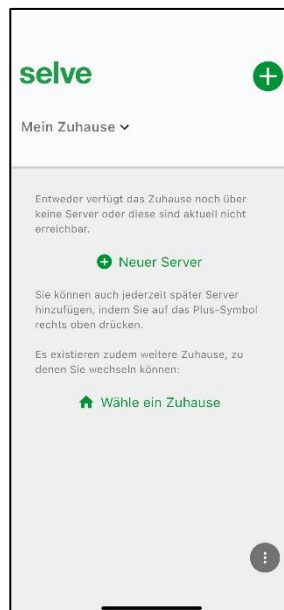 selve
Mein Zuhause
Entweder verfügt das Zuhause noch über
keine Server oder diese sind aktuell nicht
erreichbar.
Neuer Server
Sie können auch jederzeit später Server
hinzufügen, indem Sie auf das Plus-Symbol
rechts oben drücken.
Es existieren zudem weitere Zuhause, zu
denen Sie wechseln können:
Wähle ein Zuhause